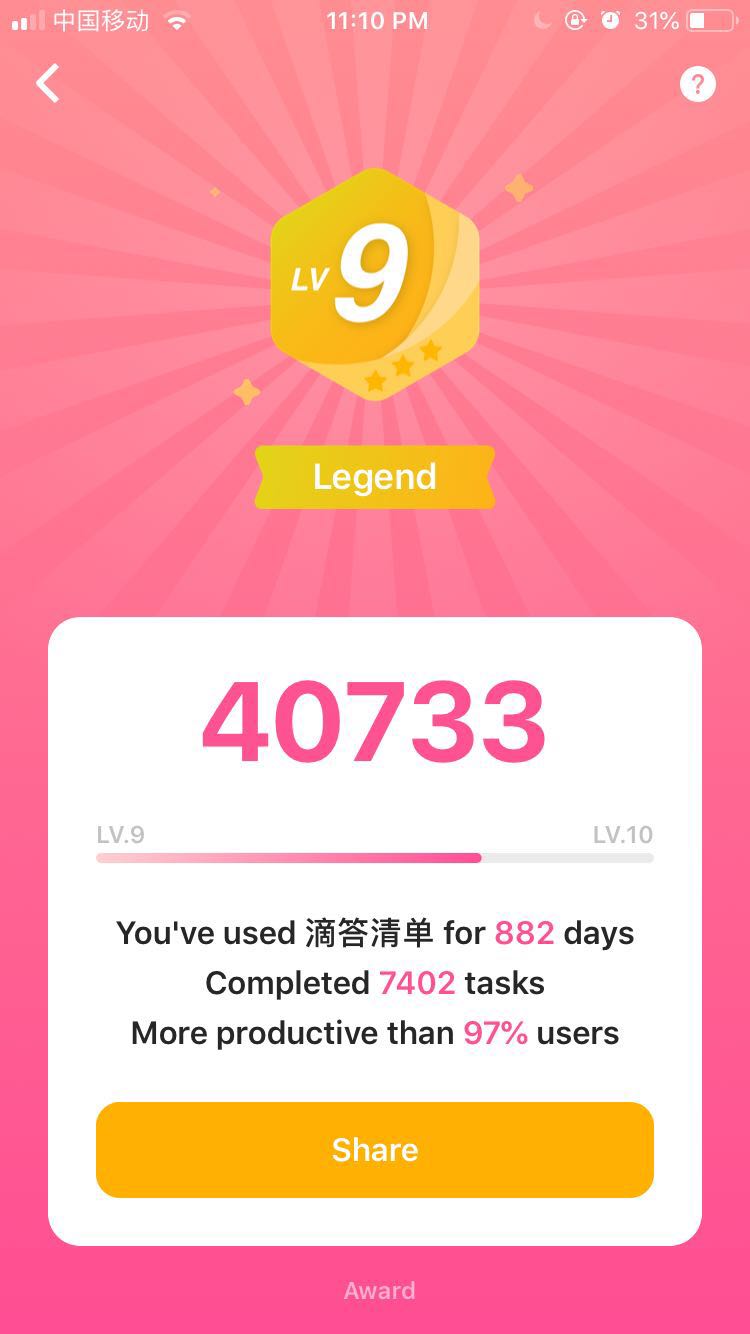 中国移动 11:10 PM 31%
?
LV 9
Legend
40733
LV.9 LV.10
You've used 滴答清单 for 882 days
Completed 7402 tasks
More productive than 97% users
Share
Award